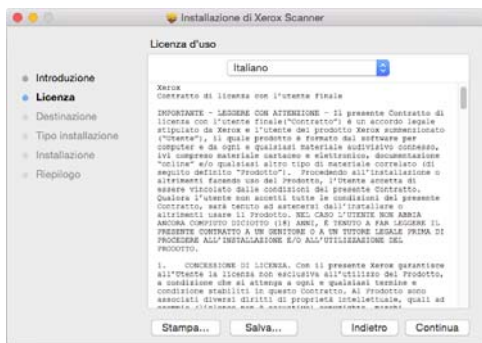 Installazione di Xerox Scanner
Licenza d'uso
Introduzione
Licenza
Destinazione
Tipo installazione
Installazione
Riepilogo
Italiano
Xerox
Contratto di licenza con l'utente finale
IMPORTANTE - LEGGERE CON ATTENZIONE - Il presente Contratto di
licenza con l'utente finale("Contratto") è un accordo legale
stipulato da Xerox e l'utente del prodotto Xerox summenzionato
("Utente"), il quale prodotto è formato dal software per
computer e da ogni e qualsiasi materiale audivisivo connesso,
ivi compreso materiale cartaceo e elettronico, documentazione
"online" e/o qualsiasi altro tipo di materiale correlato (di
seguito definito "Prodotto"). Procedendo all'installazione o
altrimenti facendo uso del Prodotto, l'Utente accetta di
essere vincolato dalle condizioni del presente Contratto.
Qualora l'utente non accetti tutte le condizioni del presente
Contratto, sarà tenuto ad astenersi dall'installare o
altrimenti usare il Prodotto. NEL CASO L'UTENTE NON ABBIA
ANCORA COMPIUTO DICIOTTO (18) ANNI, È TENUTO A FAR LEGGERE IL
PRESENTE CONTRATTO A UN GENITORE O A UN TUTORE LEGALE PRIMA DI
PROCEDERE ALL'INSTALLAZIONE E/O ALL'UTILIZZAZIONE DEL
PRODOTTO.
1. CONCESSIONE DI LICENZA. Con il presente Xerox garantisce
all'Utente la licenza non esclusiva all'utilizzo del Prodotto,
a condizione che si attenga a ogni e qualsiasi termine e
condizione stabiliti in questo Contratto. Al Prodotto sono
associati diversi diritti di proprietà intellettuale, quali ad
Stampa...
Salva...
Indietro
Continua